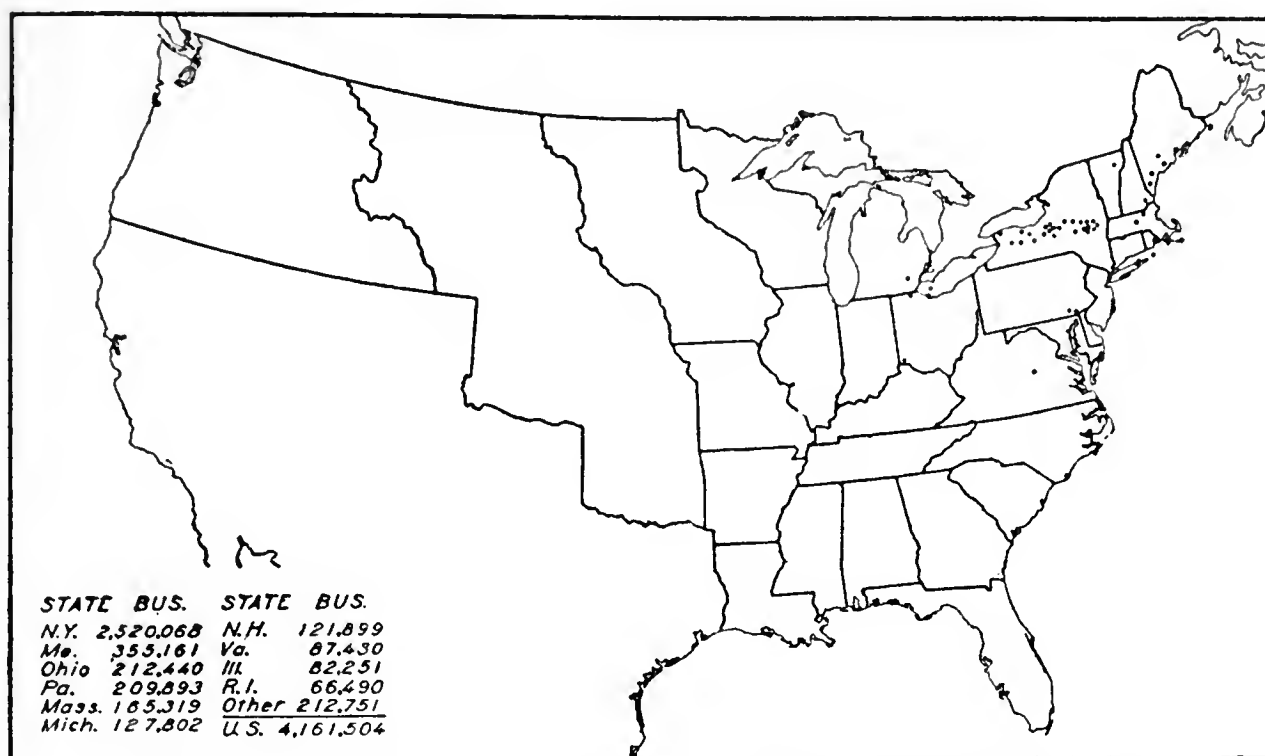 STATE BUS. STATE BUS.
N.Y. 2,520,068 N.H. 121,899
Me. 355,161 Va. 87,430
Ohio 212,440 Ill. 82,251
Pa. 209,893 R.I. 66,490
Mass. 165,319 Other 212,751
Mich. 127,802 U.S. 4,161,504